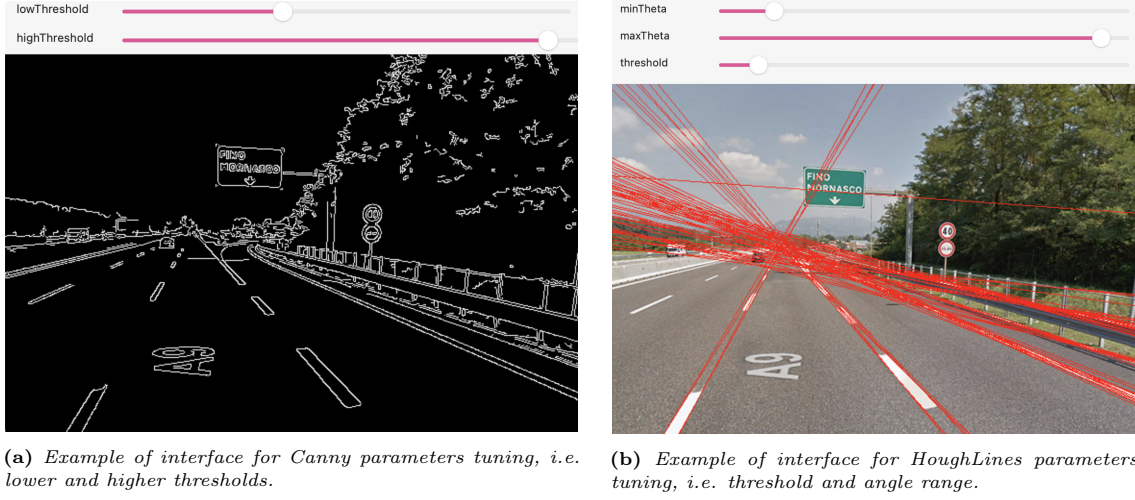 lowThreshold
highThreshold
FINO
MORNASCO
A9
(a) Example of interface for Canny parameters tuning, i.e.
lower and higher thresholds.
minTheta
maxTheta
threshold
FINO
MORNASCO
40
A9
(b) Example of interface for HoughLines parameters
tuning, i.e. threshold and angle range.